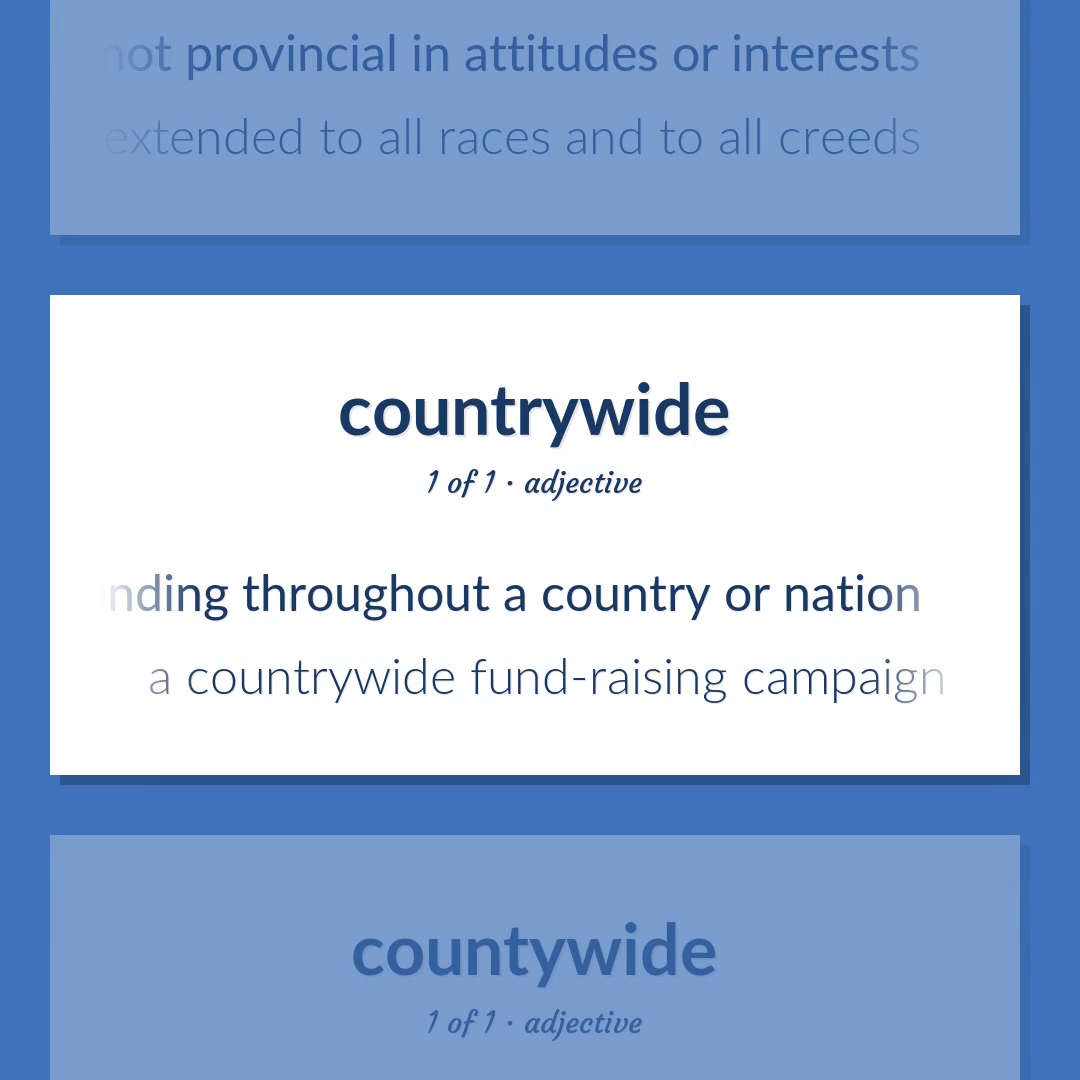 not provincial in attitudes or interests
extended to all races and to all creeds
countrywide
1 of 1 · adjective
throughout a country or nation
a countrywide fund-raising campaign
countywide
1 of 1 · adjective